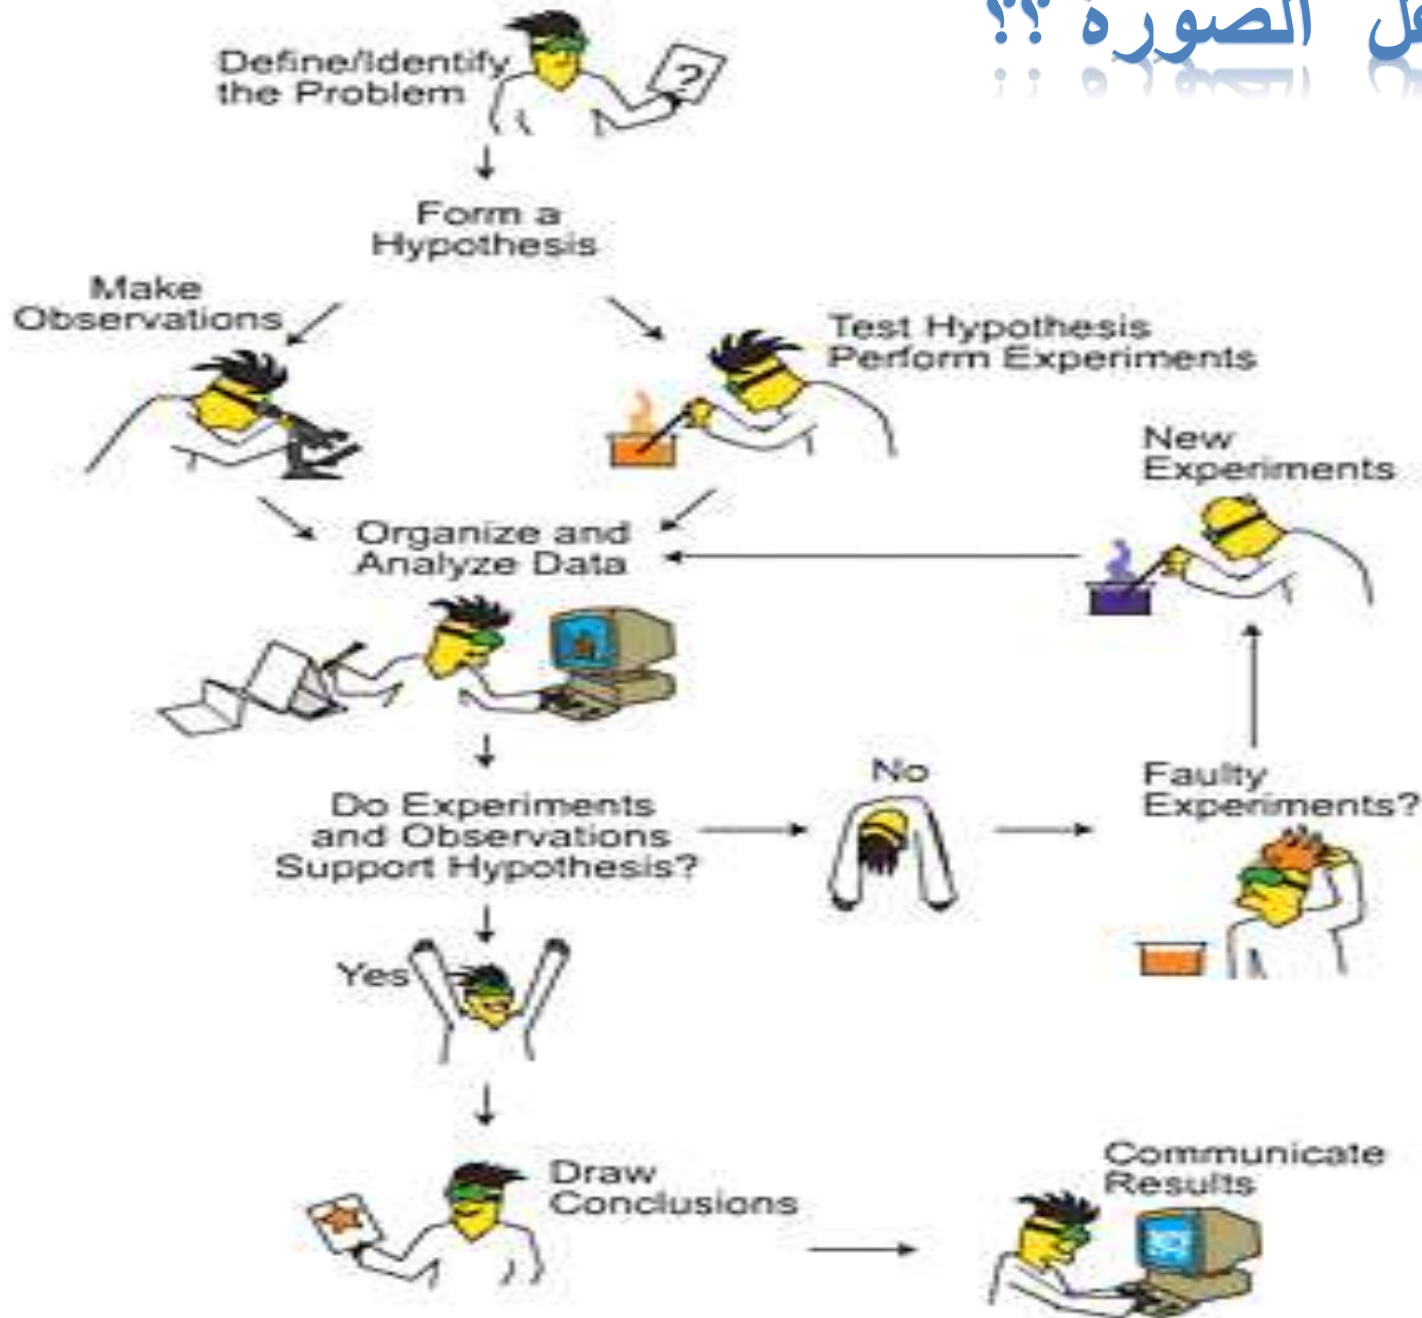 الصورة ؟؟
Define/Identify
the Problem
?
Form a
Hypothesis
Make
Observations
Test Hypothesis
Perform Experiments
New
Experiments
Organize and
Analyze Data
No
Faulty
Experiments?
Do Experiments
and Observations
Support Hypothesis?
Yes
Draw
Conclusions
Communicate
Results